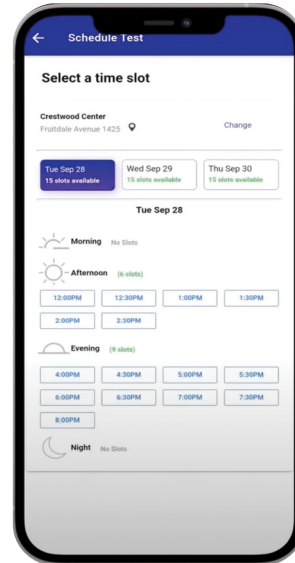 Schedule Test
Select a time slot
Crestwood Center
Fruitdale Avenue 1425
Change
Tue Sep 28
15 slots available
Wed Sep 29
15 slots available
Thu Sep 30
15 slots available
Tue Sep 28
Morning No Slots
Afternoon (6 slots)
12:00PM 12:30PM 1:00PM 1:30PM
2:00PM 2:30PM
Evening (9 slots)
4:00PM 4:30PM 5:00PM 5:30PM
6:00PM 6:30PM 7:00PM 7:30PM
8:00PM
Night No Slots